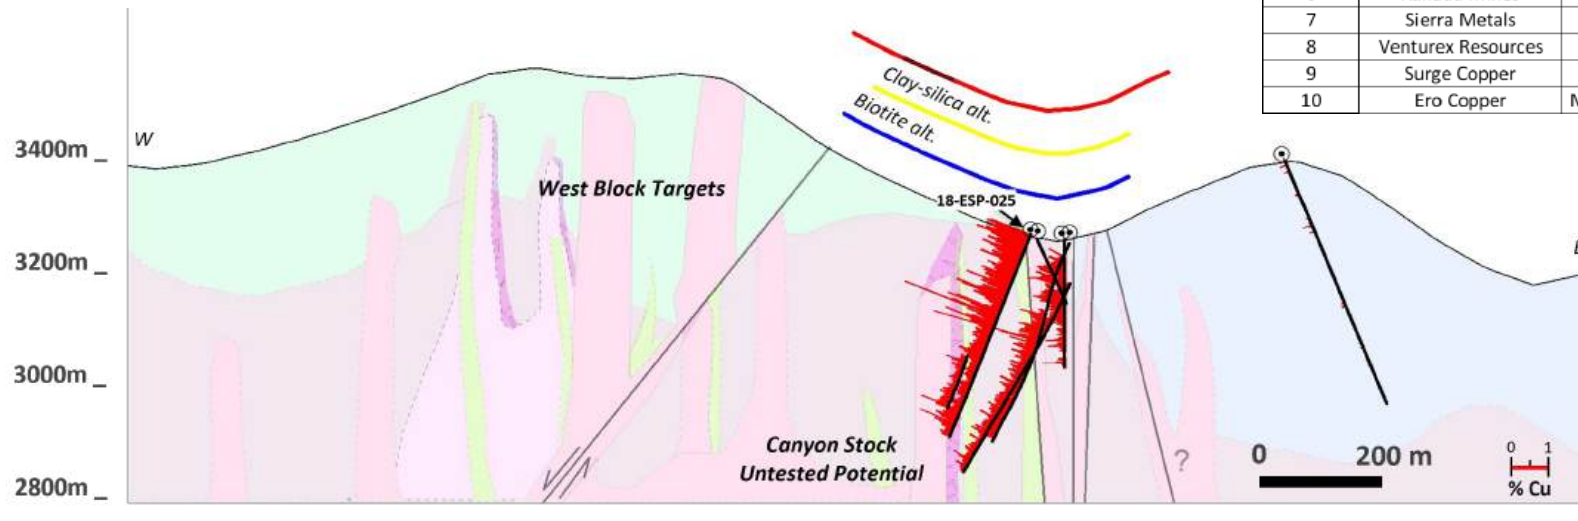 7 Sierra Metals
8 Venturex Resources
9 Surge Copper
10 Ero Copper
W
Clay-silica alt.
Biotite alt.
3400m
West Block Targets
18-ESP-025
3200m
3000m
Canyon Stock
Untested Potential
?
0 200 m
0 1
% Cu
2800m